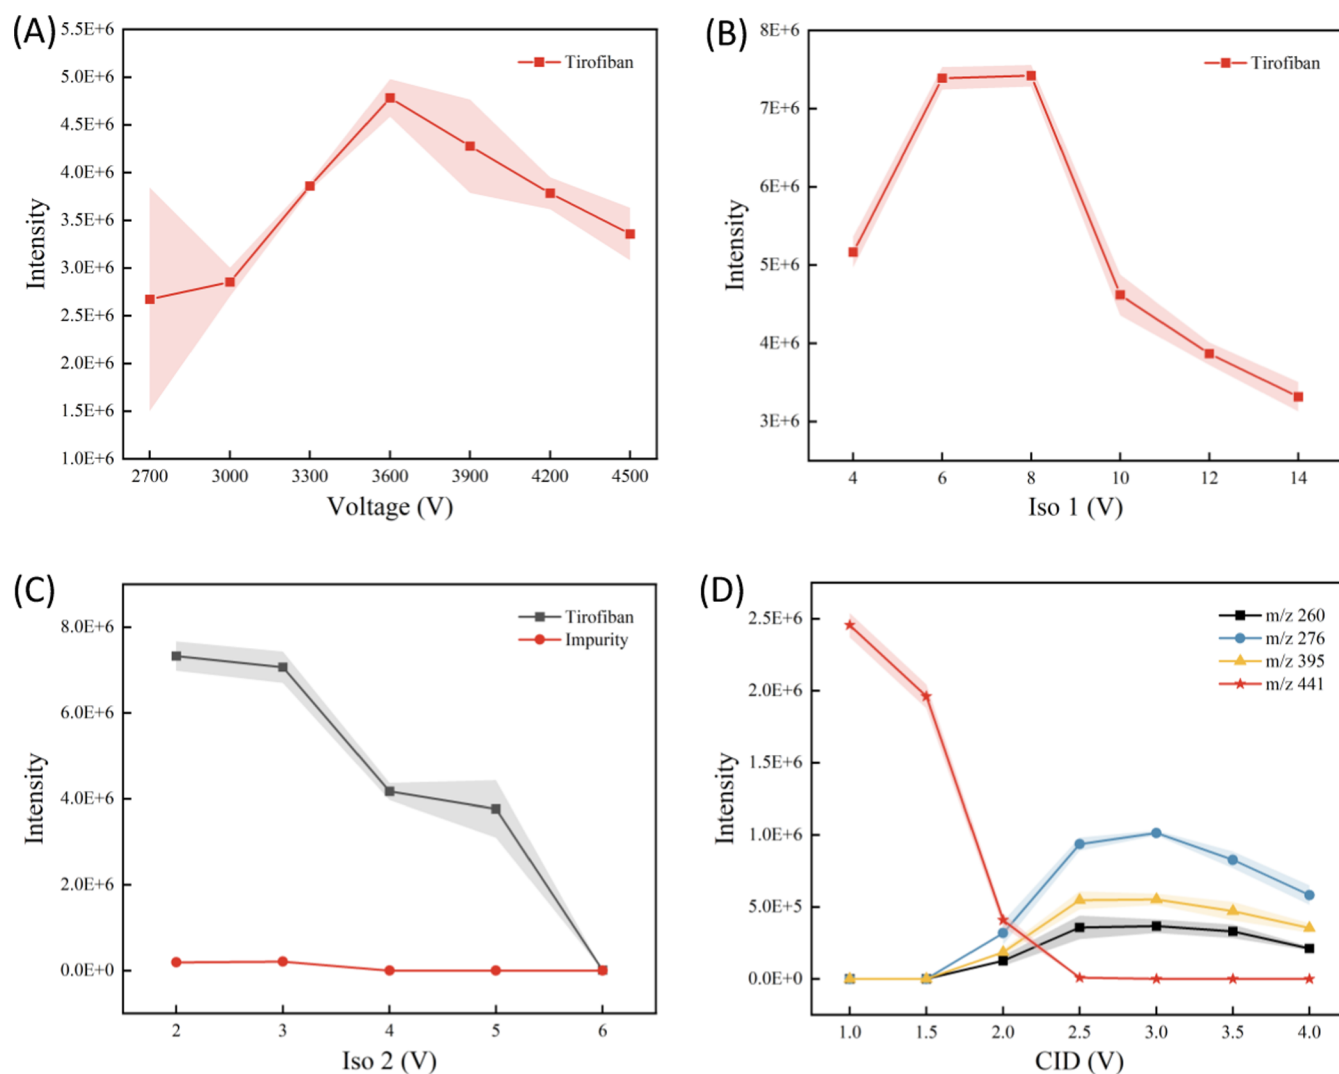 (A)
5.5E+6
5.0E+6
4.5E+6
4.0E+6
3.5E+6
3.0E+6
2.5E+6
2.0E+6
1.5E+6
1.0E+6
Intensity
Tirofiban
2700 3000 3300 3600 3900 4200 4500
Voltage (V)
(B)
8E+6
7E+6
6E+6
5E+6
4E+6
3E+6
Intensity
Tirofiban
4 6 8 10 12 14
Iso 1 (V)
(C)
8.0E+6
6.0E+6
4.0E+6
2.0E+6
0.0E+0
Intensity
Tirofiban
Impurity
2 3 4 5 6
Iso 2 (V)
(D)
2.5E+6
2.0E+6
1.5E+6
1.0E+6
5.0E+5
0.0E+0
Intensity
m/z 260
m/z 276
m/z 395
m/z 441
1.0 1.5 2.0 2.5 3.0 3.5 4.0
CID (V)